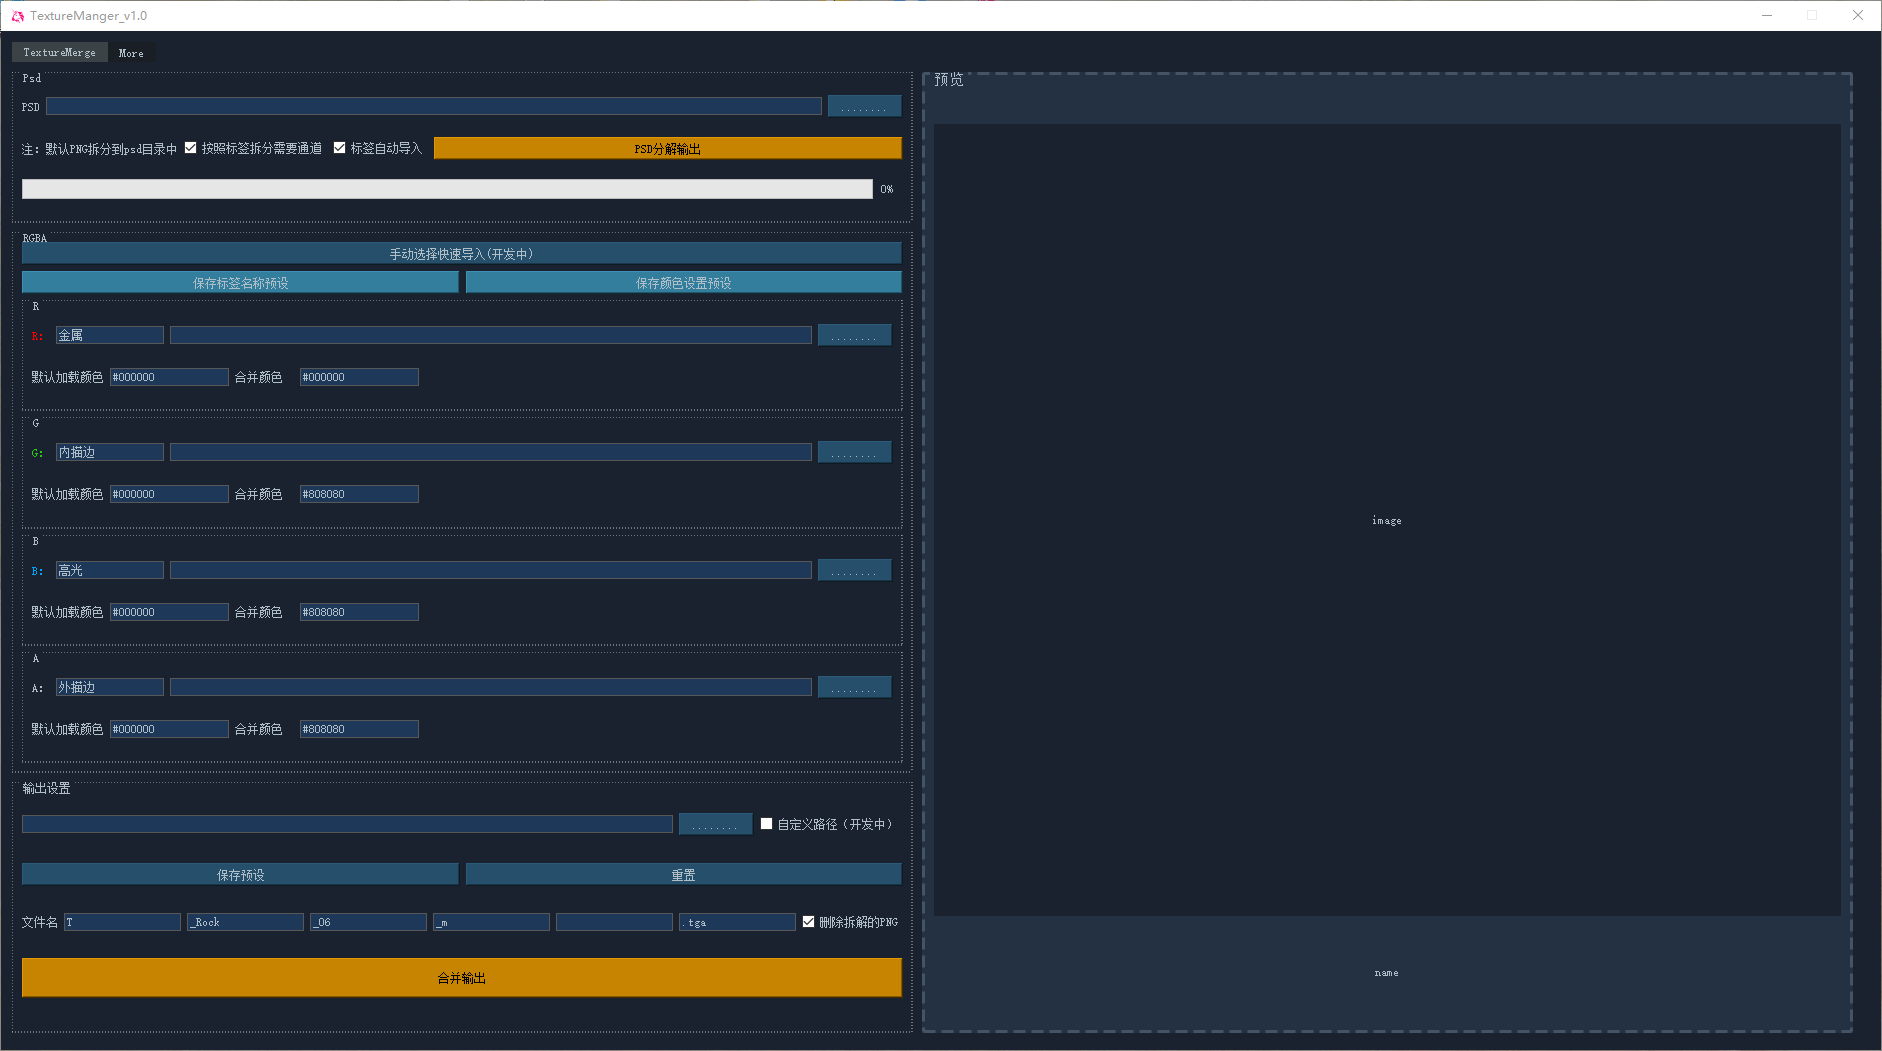 TextureManger_v1.0
TextureMerge More
Psd
PSD ........
注：默认PNG拆分到psd目录中 按照标签拆分需要通道 标签自动导入 PSD分解输出
0%
RGBA
手动选择快速导入(开发中)
保存标签名称预设 保存颜色设置预设
R
R: 金属 ........
默认加载颜色 #000000 合并颜色 #000000
G
G: 内描边 ........
默认加载颜色 #000000 合并颜色 #808080
B
B: 高光 ........
默认加载颜色 #000000 合并颜色 #808080
A
A: 外描边 ........
默认加载颜色 #000000 合并颜色 #808080
输出设置
........ 自定义路径（开发中）
保存预设 重置
文件名 T _Rock _06 _m .tga 删除拆解的PNG
合并输出
预览
image
name